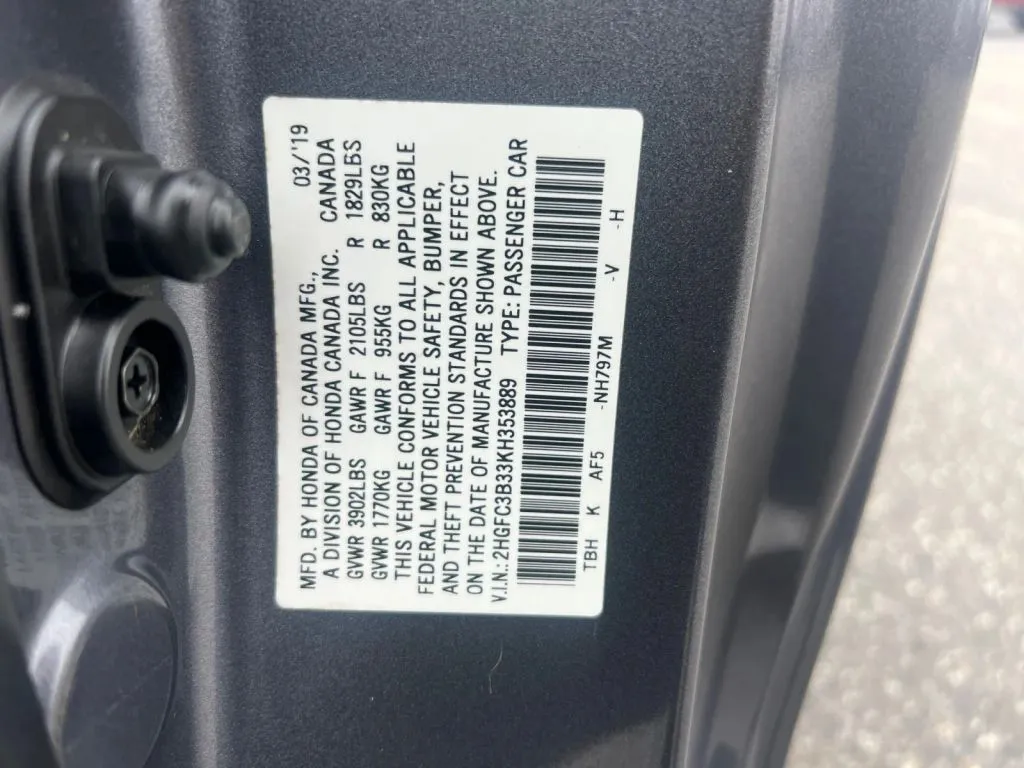 03/'19
MFD. BY HONDA OF CANADA MFG.,
A DIVISION OF HONDA CANADA INC. CANADA
GVWR 3902LBS GAWR F 2105LBS R 1829LBS
GVWR 1770KG GAWR F 955KG R 830KG
THIS VEHICLE CONFORMS TO ALL APPLICABLE
FEDERAL MOTOR VEHICLE SAFETY, BUMPER,
AND THEFT PREVENTION STANDARDS IN EFFECT
ON THE DATE OF MANUFACTURE SHOWN ABOVE.
V.I.N.:2HGFC3B33KH353889 TYPE: PASSENGER CAR
TBH K AF5 -NH797M -V -H